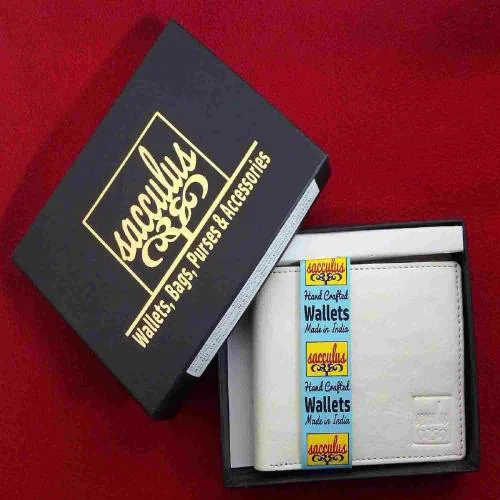 sacculus
Wallets, Bags, Purses & Accessories
sacculus
Hand Crafted
Wallets
Made in India
sacculus
Hand Crafted
Wallets
Made in India
sacculus